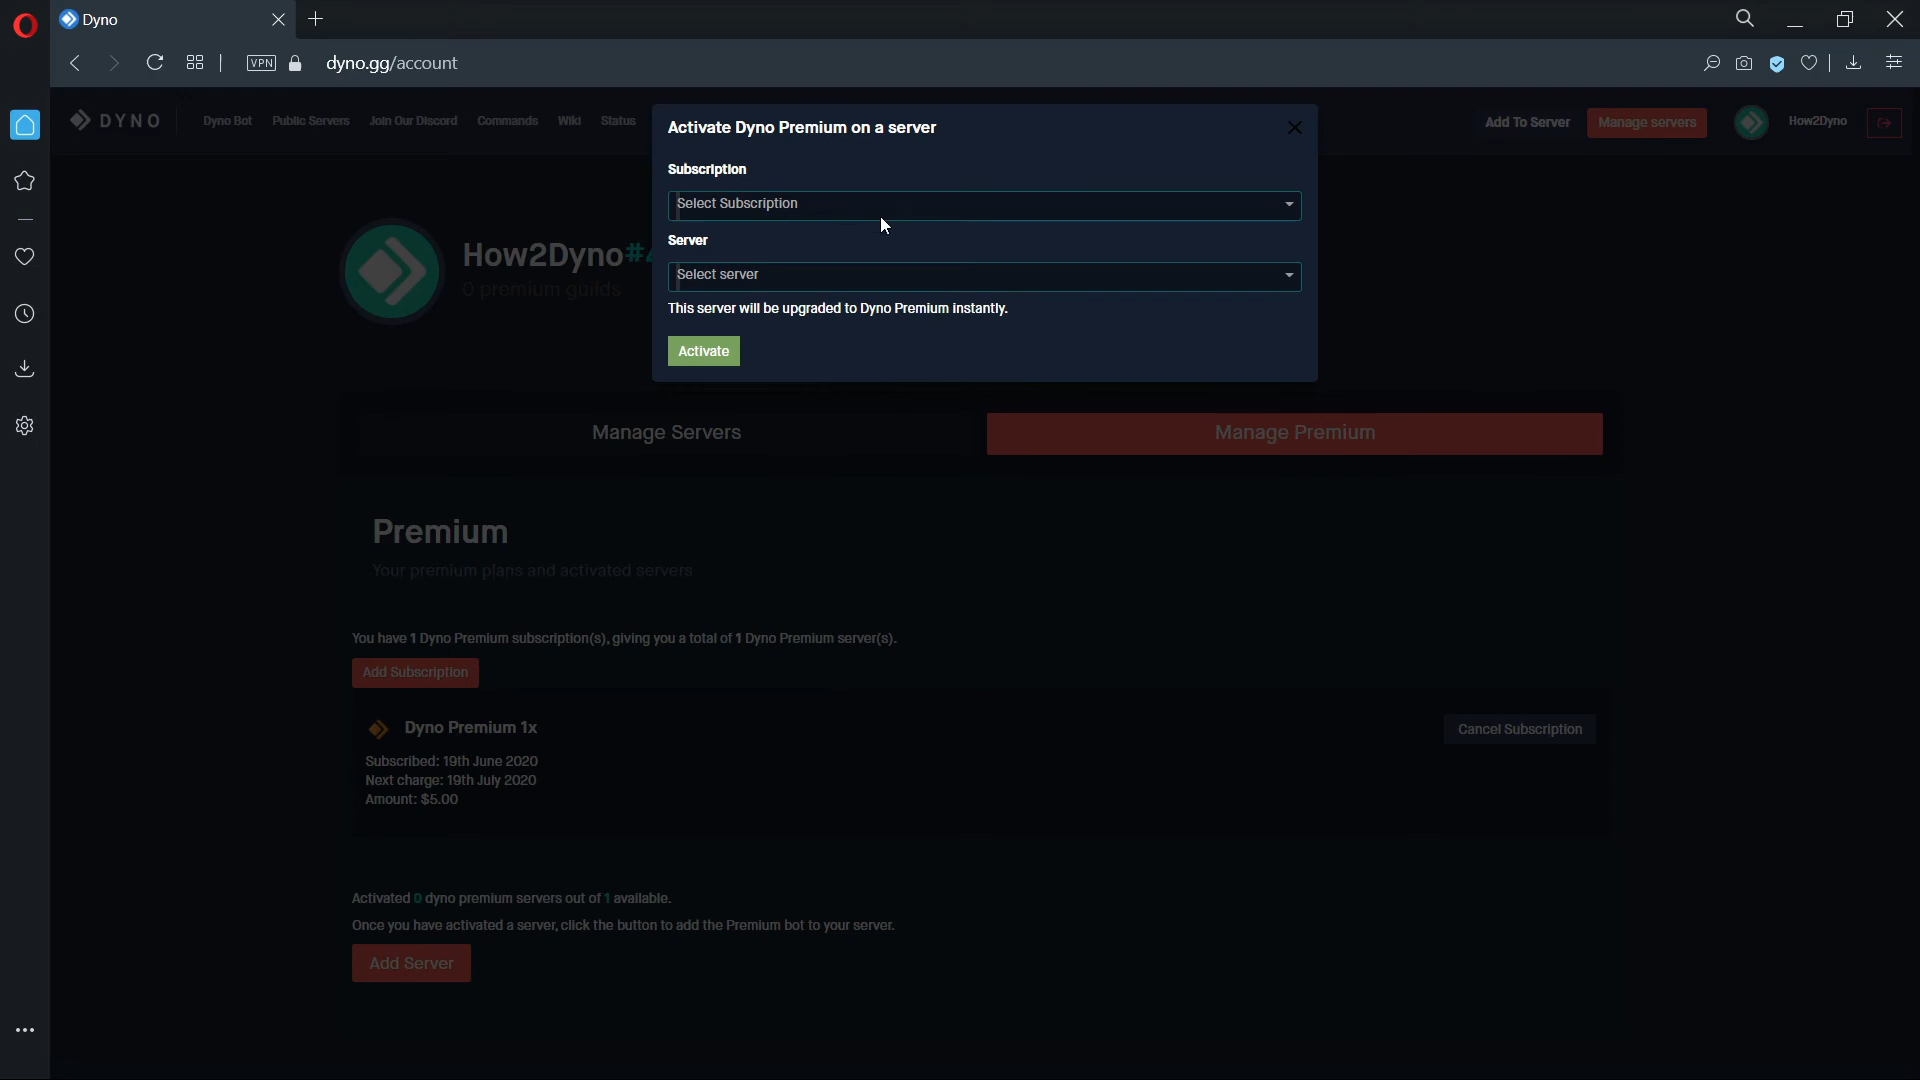 Dyno
VPN
dyno.gg/account
DYNO
Dyno Bot
Public Servers
Join Our Discord
Commands
Wiki
Status
Add To Server
Manage servers
How2Dyno
Activate Dyno Premium on a server
Subscription
Select Subscription
Server
Select server
This server will be upgraded to Dyno Premium instantly.
Activate
How2Dyno#
0 premium guilds
Manage Servers
Manage Premium
Premium
Your premium plans and activated servers
You have 1 Dyno Premium subscription(s), giving you a total of 1 Dyno Premium server(s).
Add Subscription
Dyno Premium 1x
Cancel Subscription
Subscribed: 19th June 2020
Next charge: 19th July 2020
Amount: $5.00
Activated 0 dyno premium servers out of 1 available.
Once you have activated a server, click the button to add the Premium bot to your server.
Add Server